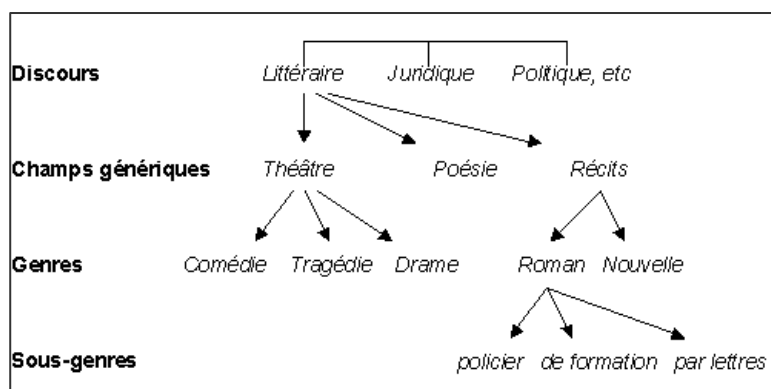 Discours Littéraire Juridique Politique, etc
Champs génériques Théâtre Poésie Récits
Genres Comédie Tragédie Drame Roman Nouvelle
Sous-genres policier de formation par lettres